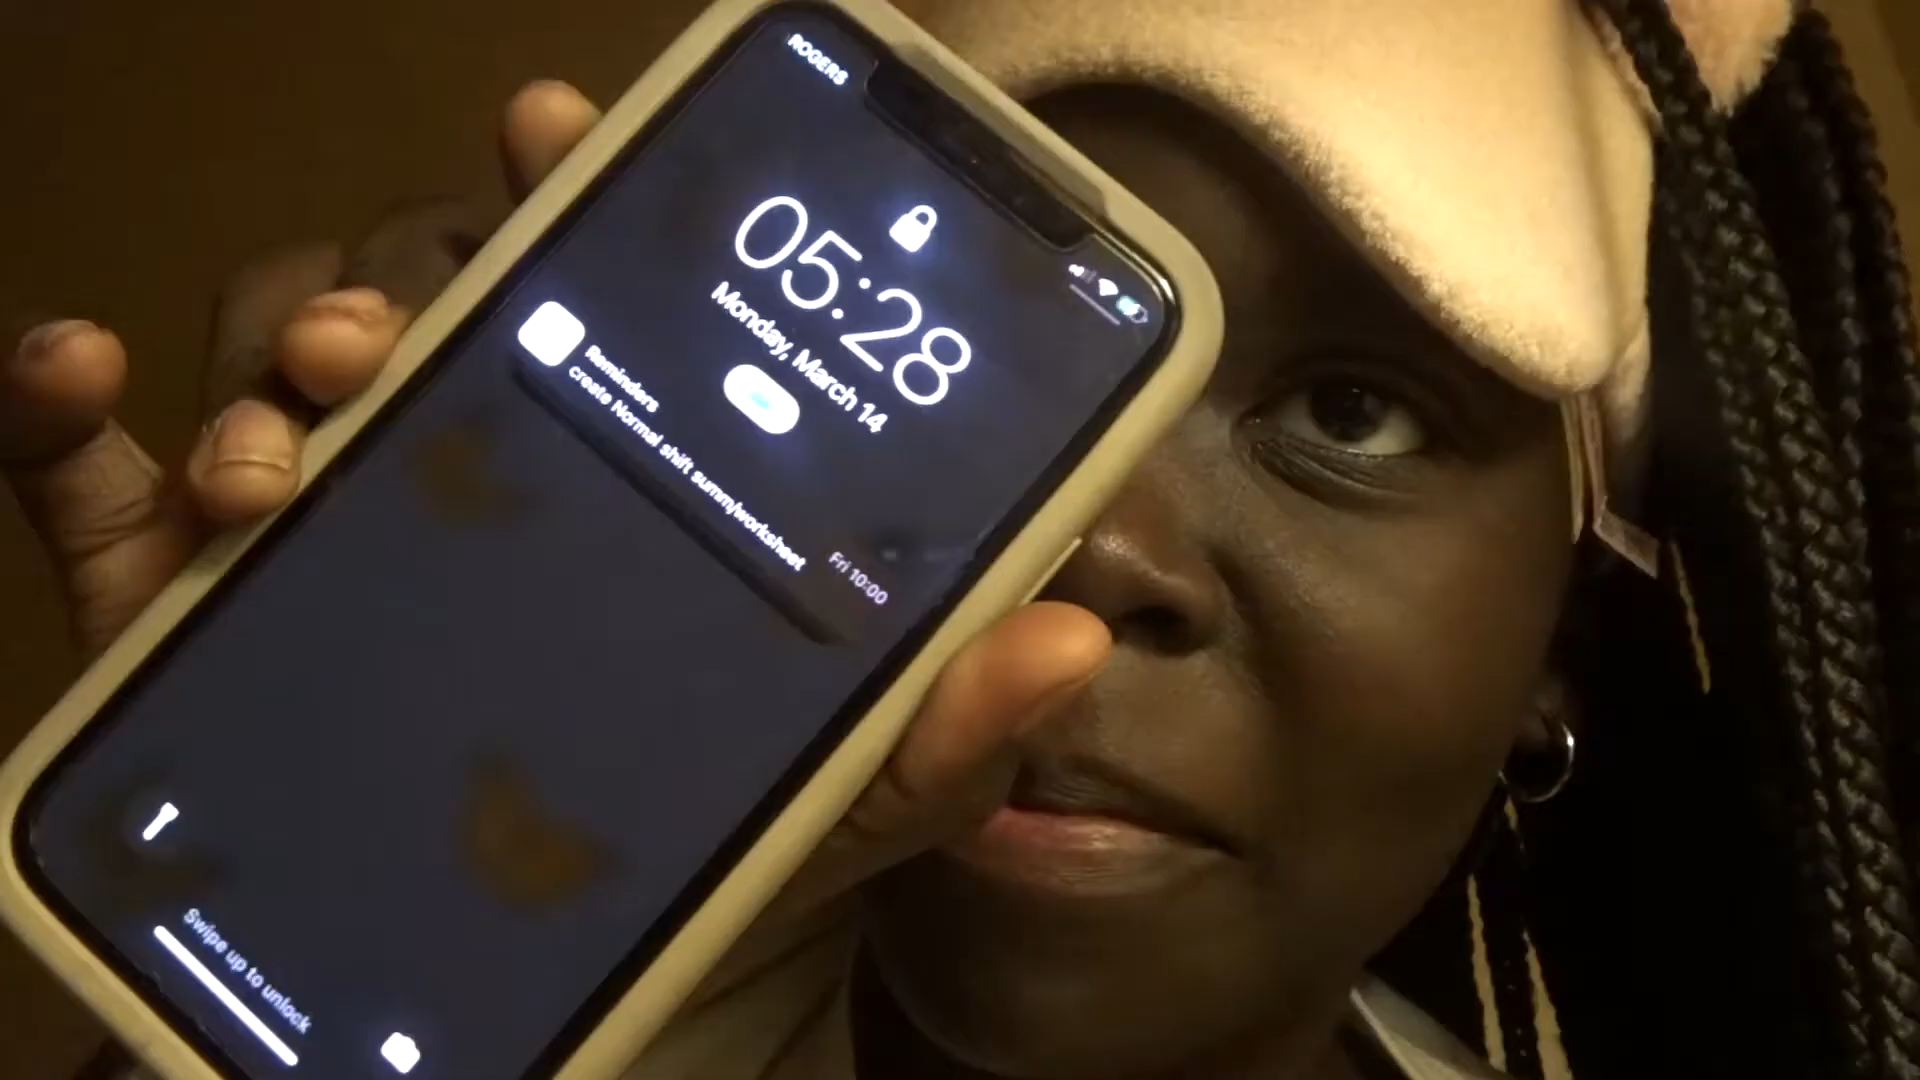 ROGERS
05:28
Monday, March 14
Reminders
create Normal shift summ/worksheet
Fri 10:00
Swipe up to unlock